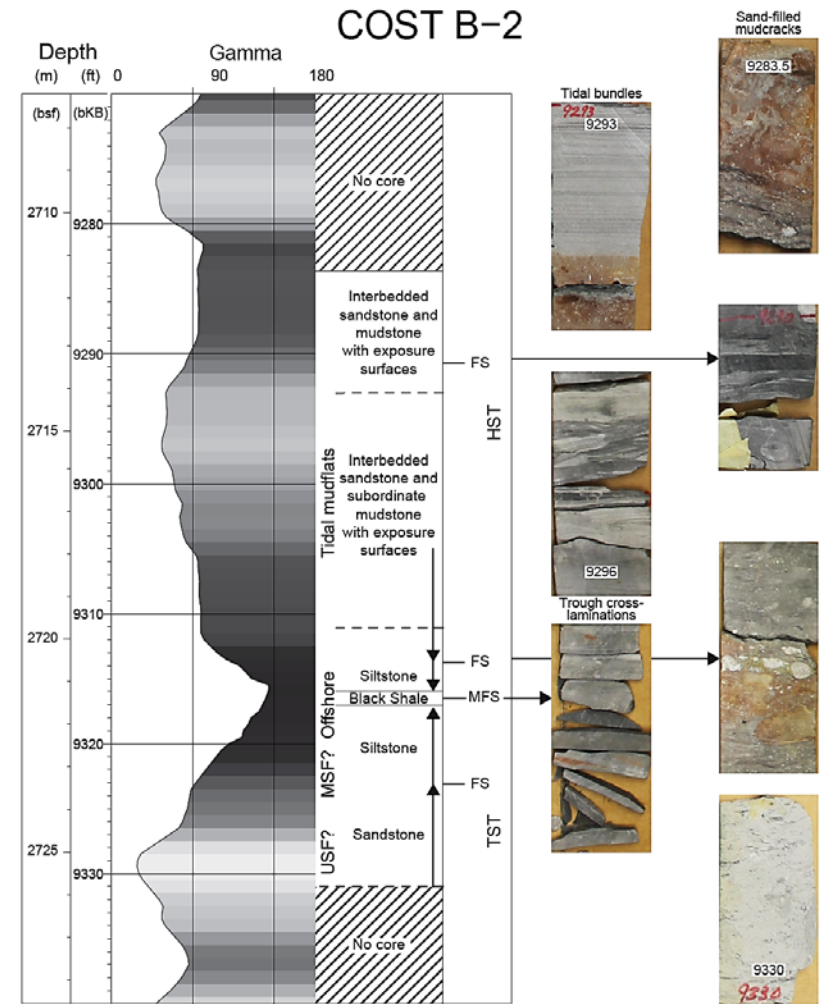 COST B−2
Depth
Gamma
(m)
(ft)
0
90
180
(bsf)
(bKB)
2710
2715
2720
2725
9280
9290
9300
9310
9320
9330
No core
Interbedded
sandstone and
mudstone
with exposure
surfaces
Interbedded
sandstone and
subordinate
mudstone
with exposure
surfaces
Siltstone
Black Shale
Siltstone
Sandstone
No core
Tidal mudflats
Offshore
MSF?
USF?
FS
FS
MFS
FS
HST
TST
Tidal bundles
9293
9293
9296
Trough cross-
laminations
Sand-filled
mudcracks
9283.5
9290
9330
9330